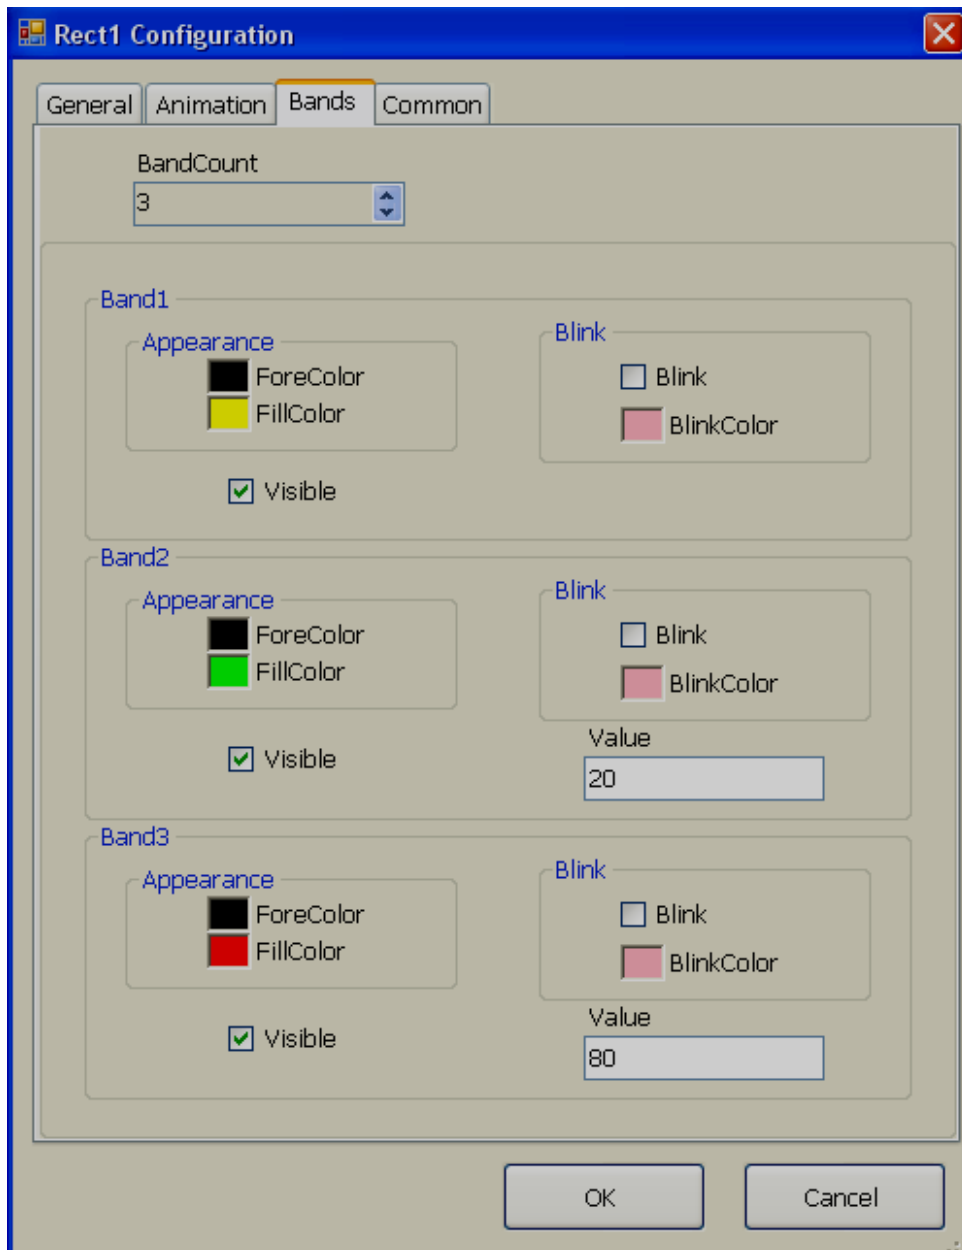 Rect1 Configuration
General Animation Bands Common
BandCount
3
Band1
Appearance
ForeColor
FillColor
Visible
Blink
Blink
BlinkColor
Band2
Appearance
ForeColor
FillColor
Visible
Blink
Blink
BlinkColor
Value
20
Band3
Appearance
ForeColor
FillColor
Visible
Blink
Blink
BlinkColor
Value
80
OK Cancel